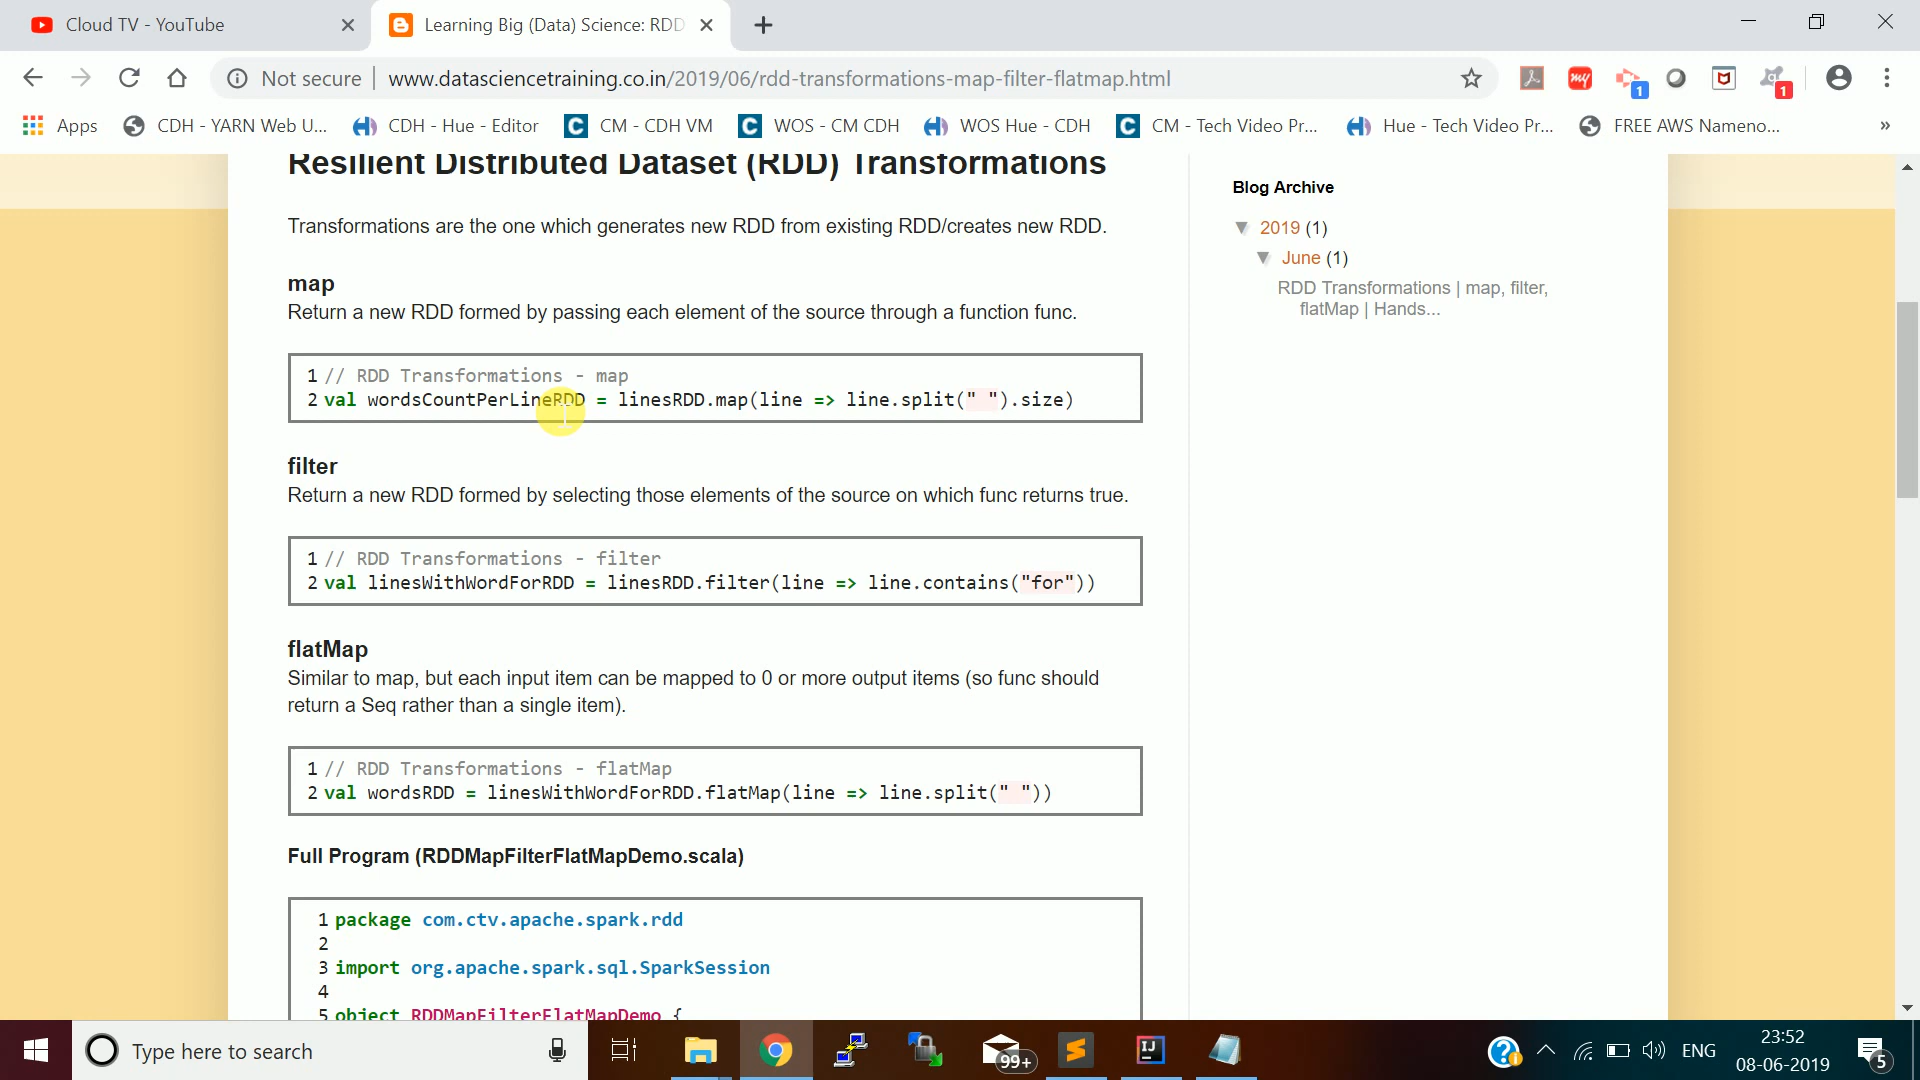 Cloud TV - YouTube
Learning Big (Data) Science: RDD
Not secure
www.datasciencetraining.co.in/2019/06/rdd-transformations-map-filter-flatmap.html
my
1
1
Apps
CDH - YARN Web U...
CDH - Hue - Editor
C CM - CDH VM
C WOS - CM CDH
WOS Hue - CDH
C CM - Tech Video Pr...
Hue - Tech Video Pr...
FREE AWS Nameno...
»
Resilient Distributed Dataset (RDD) Transformations
Transformations are the one which generates new RDD from existing RDD/creates new RDD.
map
Return a new RDD formed by passing each element of the source through a function func.
1 // RDD Transformations - map
2 val wordsCountPerLineRDD = linesRDD.map(line => line.split(" ").size)
filter
Return a new RDD formed by selecting those elements of the source on which func returns true.
1 // RDD Transformations - filter
2 val linesWithWordForRDD = linesRDD.filter(line => line.contains("for"))
flatMap
Similar to map, but each input item can be mapped to 0 or more output items (so func should
return a Seq rather than a single item).
1 // RDD Transformations - flatMap
2 val wordsRDD = linesWithWordForRDD.flatMap(line => line.split(" "))
Full Program (RDDMapFilterFlatMapDemo.scala)
1 package com.ctv.apache.spark.rdd
2
3 import org.apache.spark.sql.SparkSession
4
5 object RDDMapFilterFlatMapDemo {
Blog Archive
▼ 2019 (1)
▼ June (1)
RDD Transformations | map, filter,
flatMap | Hands...
Type here to search
99+
IJ
ENG
23:52
08-06-2019
5